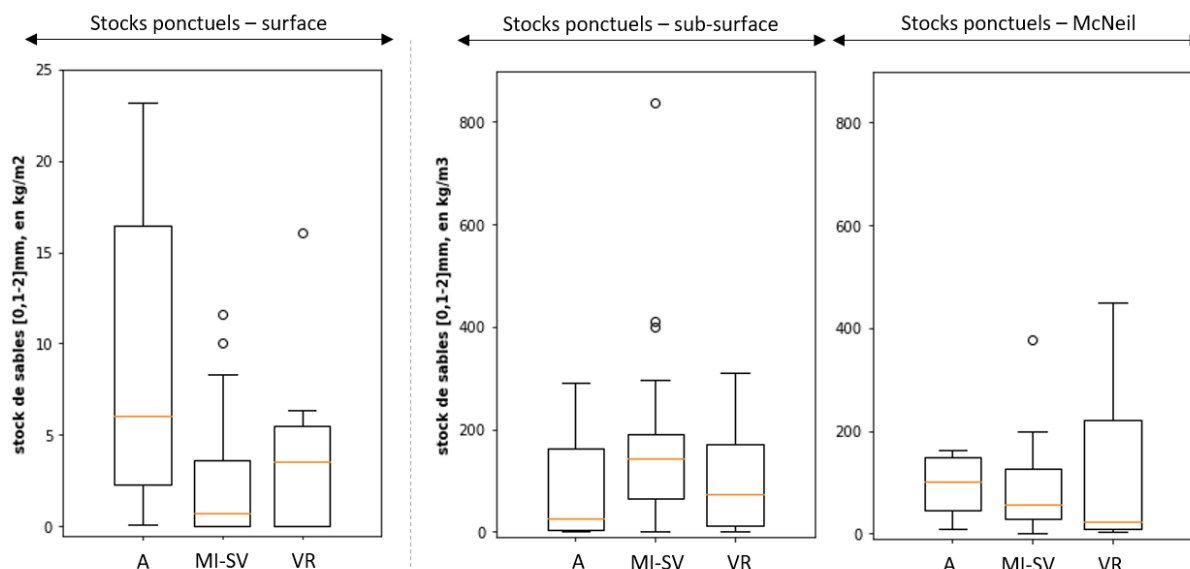 Stocks ponctuels – surface
Stocks ponctuels – sub-surface
Stocks ponctuels – McNeil
stock de sables [0,1-2]mm, en kg/m2
25
20
15
10
5
0
A
MI-SV
VR
stock de sables [0,1-2]mm, en kg/m3
800
600
400
200
0
A
MI-SV
VR
800
600
400
200
0
A
MI-SV
VR